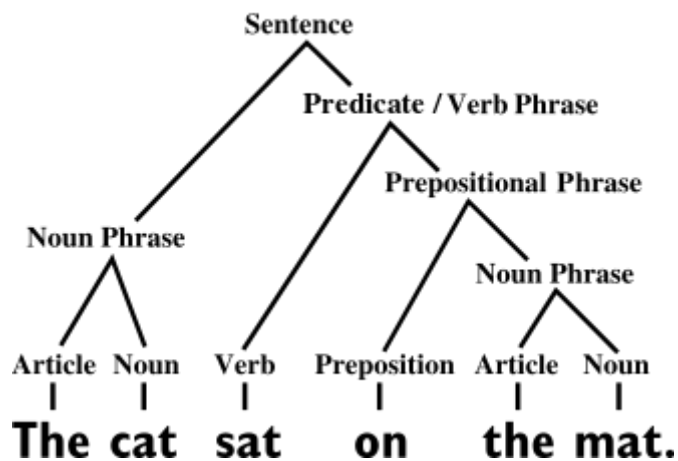 Sentence
Predicate / Verb Phrase
Prepositional Phrase
Noun Phrase
Noun Phrase
Article Noun Verb Preposition Article Noun
The cat sat on the mat.